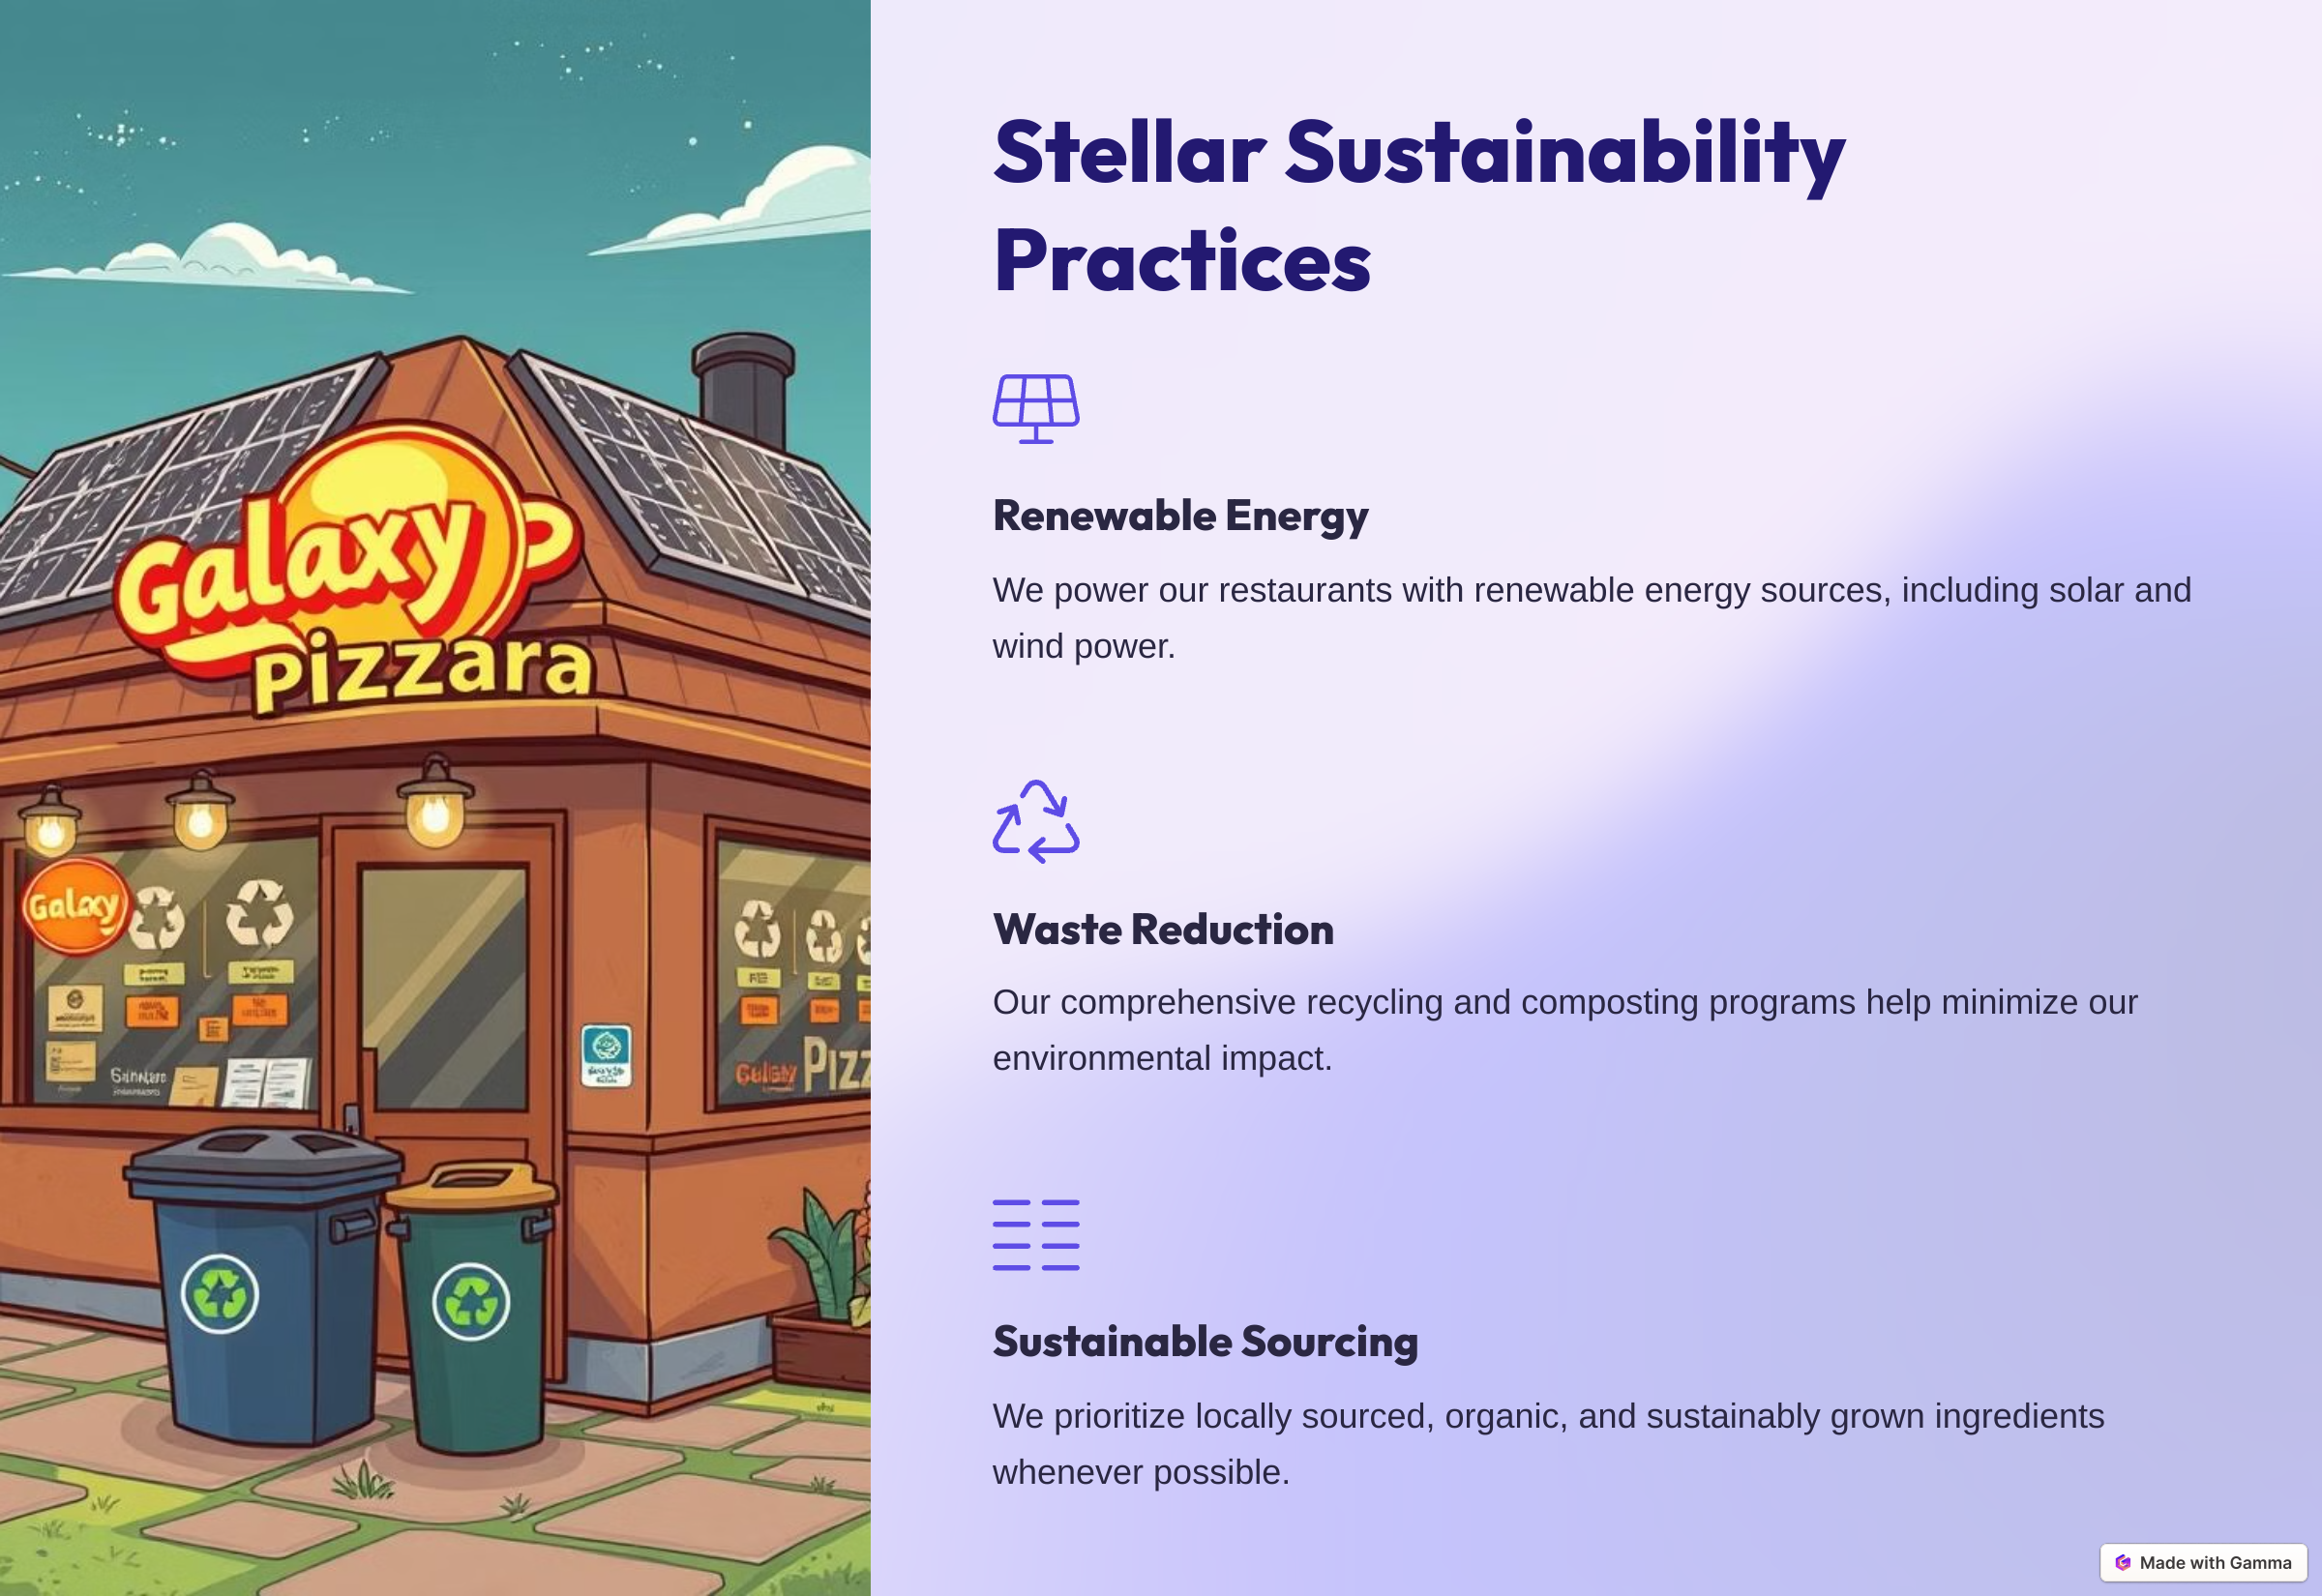 Galaxy
pizzara
Galaxy
PIZZ
Stellar Sustainability
Practices
Renewable Energy
We power our restaurants with renewable energy sources, including solar and
wind power.
Waste Reduction
Our comprehensive recycling and composting programs help minimize our
environmental impact.
Sustainable Sourcing
We prioritize locally sourced, organic, and sustainably grown ingredients
whenever possible.
Made with Gamma